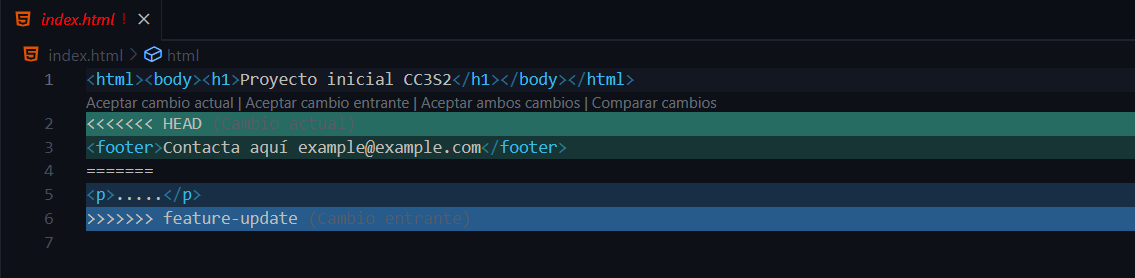 index.html !
index.html > html
1 <html><body><h1>Proyecto inicial CC3S2</h1></body></html>
Aceptar cambio actual | Aceptar cambio entrante | Aceptar ambos cambios | Comparar cambios
2 <<<<<<< HEAD (Cambio actual)
3 <footer>Contacta aquí example@example.com</footer>
4 =======
5 <p>.....</p>
6 >>>>>>> feature-update (Cambio entrante)
7